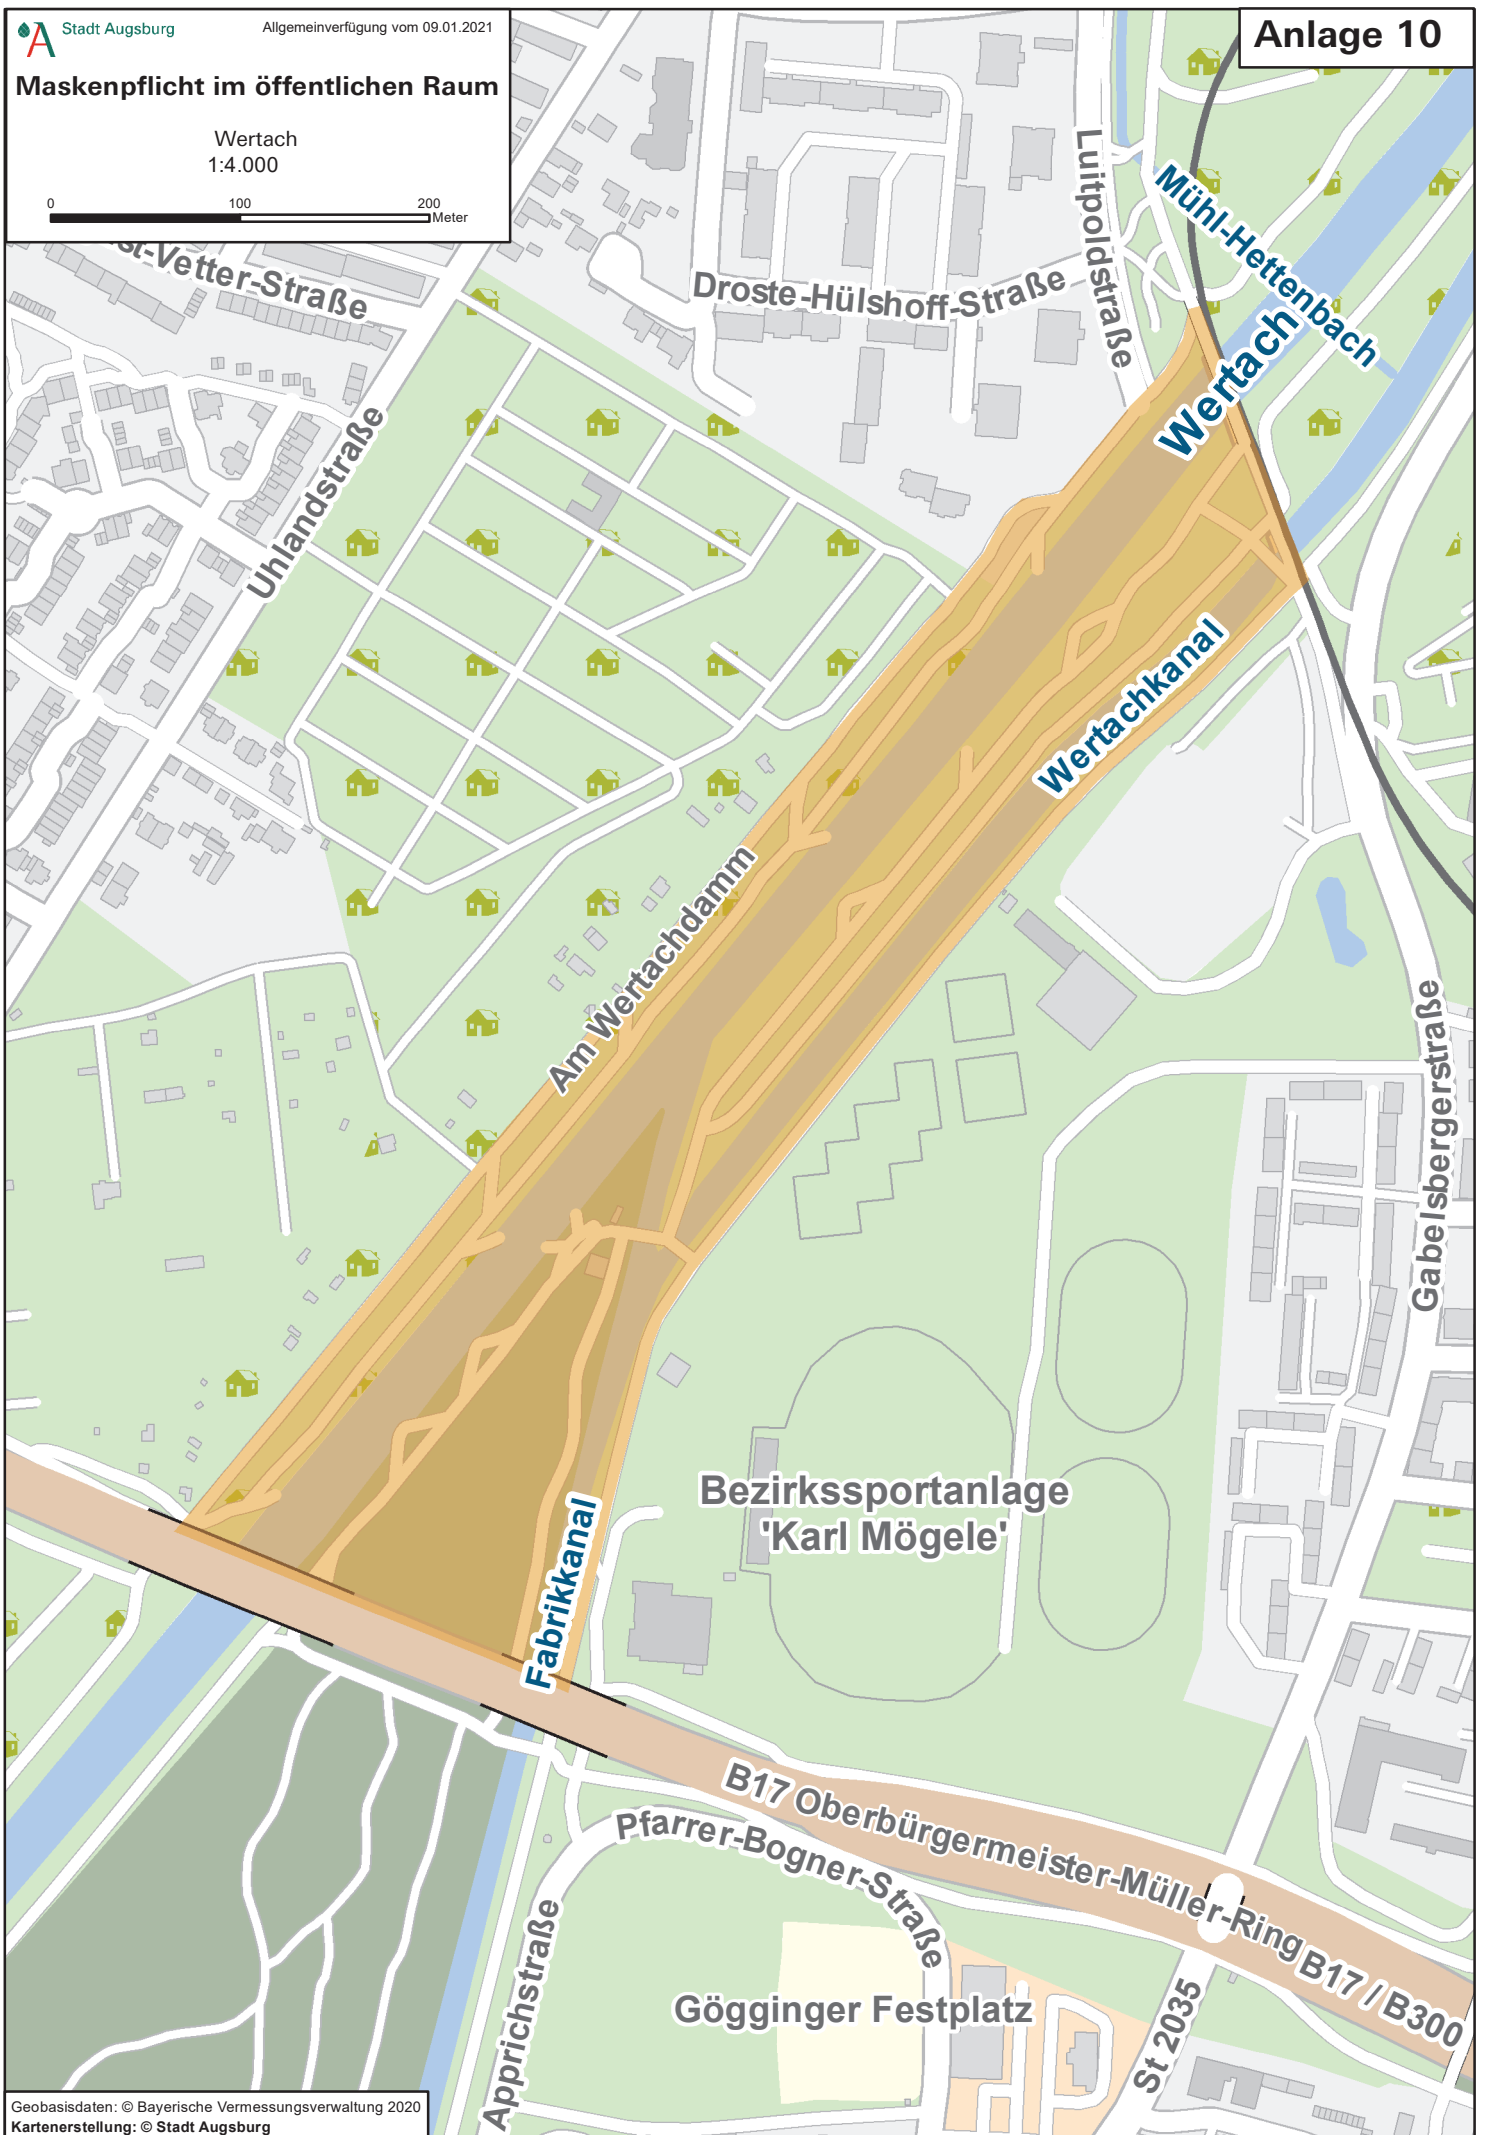 Stadt Augsburg
Allgemeinverfügung vom 09.01.2021
Maskenpflicht im öffentlichen Raum
Wertach
1:4.000
0 100 200
Meter
Anlage 10
st-Vetter-Straße
Uhlandstraße
Droste-Hülshoff-Straße
Luitpoldstraße
Mühl-Hettenbach
Wertach
Wertachkanal
Am Wertachdamm
Gabelsbergerstraße
Bezirkssportanlage
'Karl Mögele'
Fabrikkanal
B17 Oberbürgermeister-Müller-Ring
B17 / B300
Pfarrer-Bogner-Straße
Apprichstraße
Gögginger Festplatz
St 2035
Geobasisdaten: © Bayerische Vermessungsverwaltung 2020
Kartenerstellung: © Stadt Augsburg